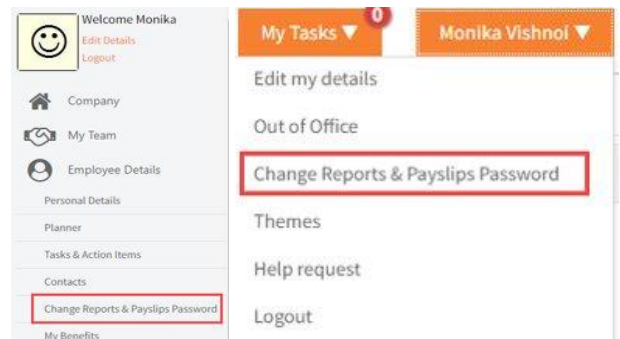 Welcome Monika
Edit Details
Logout
Company
My Team
Employee Details
Personal Details
Planner
Tasks & Action Items
Contacts
Change Reports & Payslips Password
My Benefits
My Tasks ▼
0
Monika Vishnoi ▼
Edit my details
Out of Office
Change Reports & Payslips Password
Themes
Help request
Logout